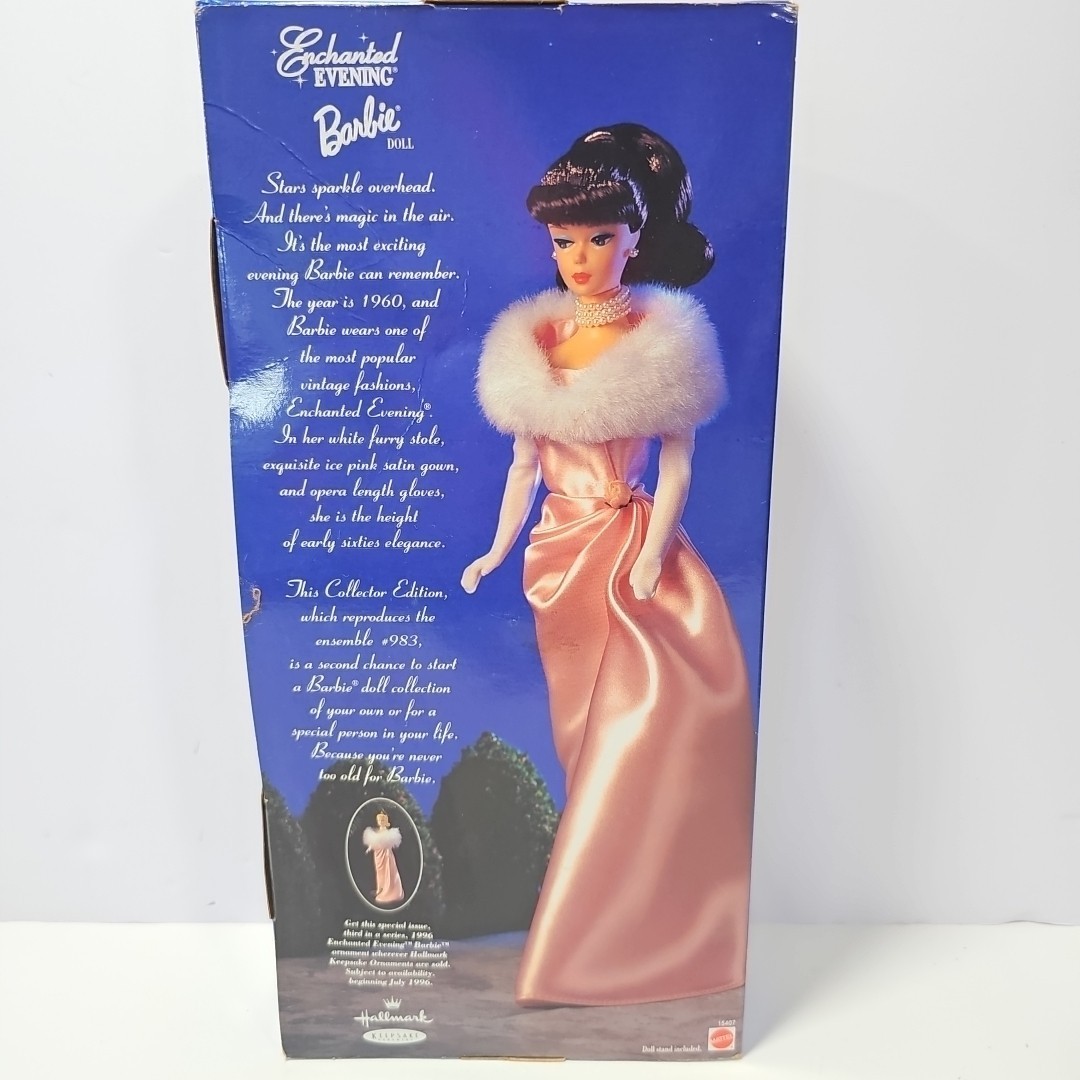 Enchanted
EVENING®
Barbie®
DOLL
Stars sparkle overhead.
And there's magic in the air.
It's the most exciting
evening Barbie can remember.
The year is 1960, and
Barbie wears one of
the most popular
vintage fashions,
Enchanted Evening®.
In her white furry stole,
exquisite ice pink satin gown,
and opera length gloves,
she is the height
of early sixties elegance.
This Collector Edition,
which reproduces the
ensemble #983,
is a second chance to start
a Barbie® doll collection
of your own or for a
special person in your life.
Because you're never
too old for Barbie.
Get this special issue,
third in a series, 1996
Enchanted Evening™ Barbie™
ornament wherever Hallmark
Keepsake Ornaments are sold.
Subject to availability,
beginning July 1996.
Hallmark
KEEPSAKE
15407
Doll stand included.
MATTEL